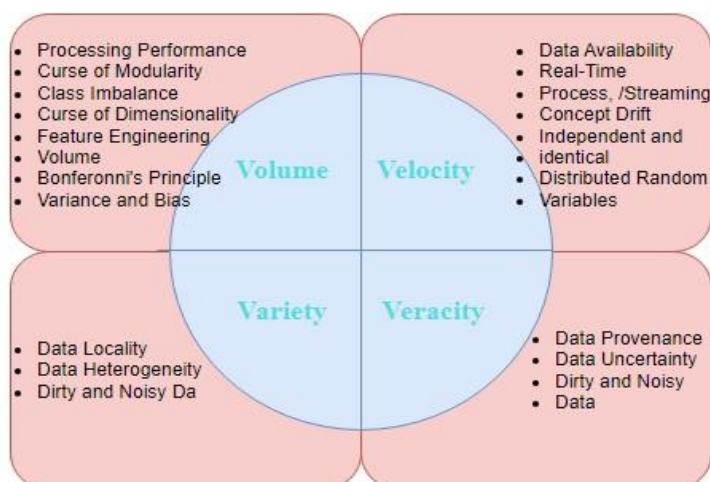 Processing Performance
Curse of Modularity
Class Imbalance
Curse of Dimensionality
Feature Engineering
Volume
Bonferonni's Principle
Variance and Bias
Data Availability
Real-Time
Process, /Streaming
Concept Drift
Independent and
identical
Distributed Random
Variables
Volume
Velocity
Variety
Veracity
Data Locality
Data Heterogeneity
Dirty and Noisy Da
Data Provenance
Data Uncertainty
Dirty and Noisy
Data